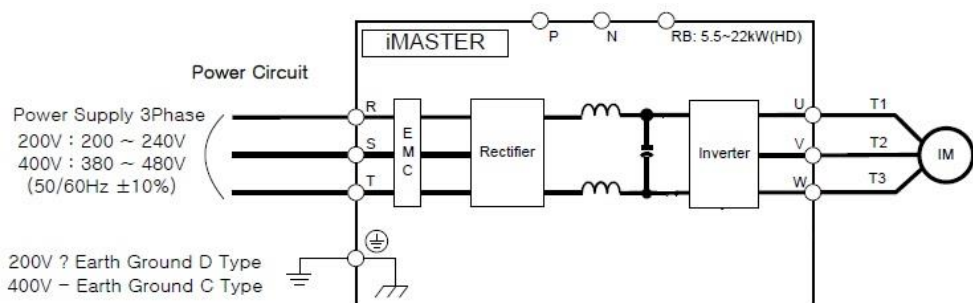 iMASTER
P
N
RB: 5.5~22kW(HD)
Power Circuit
Power Supply 3Phase
200V : 200 ~ 240V
400V : 380 ~ 480V
(50/60Hz ±10%)
R
S
T
EMC
Rectifier
Inverter
U
V
W
T1
T2
T3
IM
200V ? Earth Ground D Type
400V - Earth Ground C Type